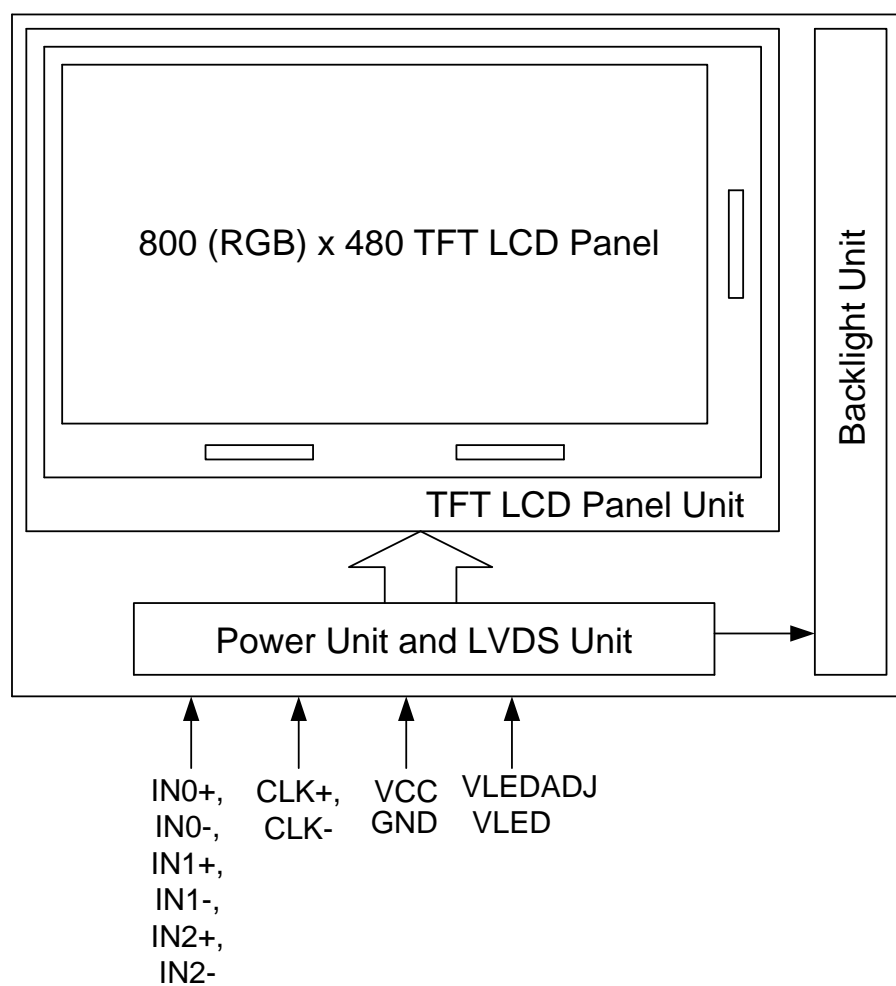 800 (RGB) x 480 TFT LCD Panel
Backlight Unit
TFT LCD Panel Unit
Power Unit and LVDS Unit
IN0+,
IN0-,
IN1+,
IN1-,
IN2+,
IN2-
CLK+,
CLK-
VCC
GND
VLEDADJ
VLED